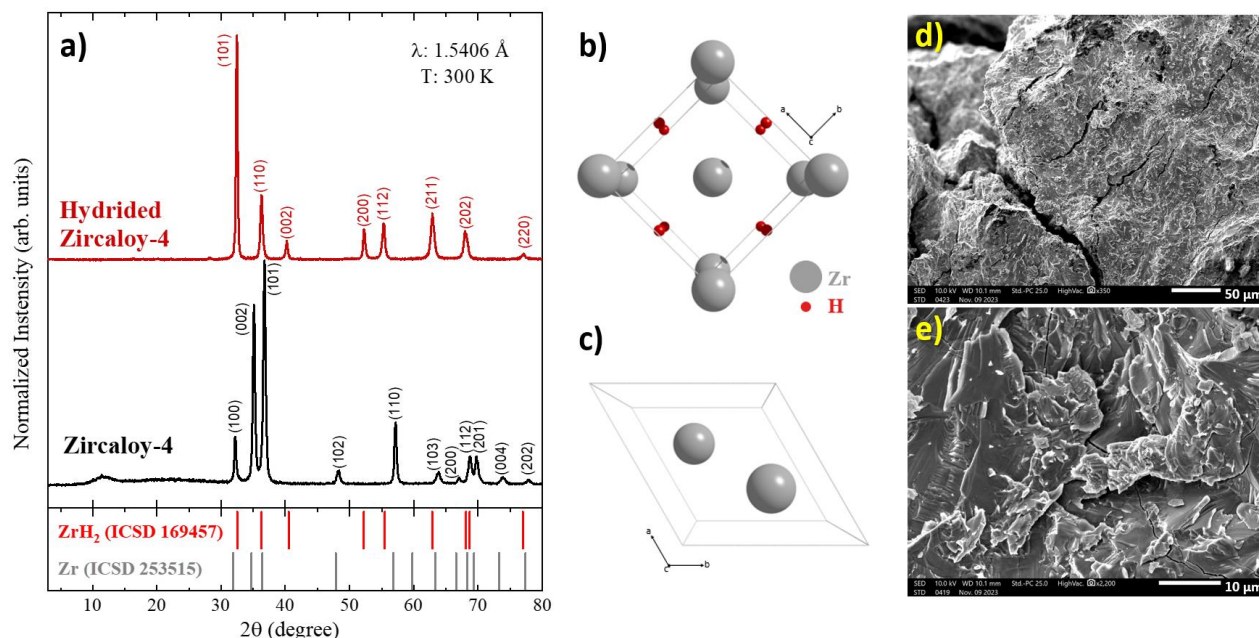 a)
λ: 1.5406 Å
T: 300 K
(101)
(110)
(002)
(200)
(112)
(211)
(202)
(220)
Hydrided
Zircaloy-4
(100)
(002)
(101)
(102)
(110)
(103)
(200)
(112)
(201)
(004)
(202)
Zircaloy-4
ZrH₂ (ICSD 169457)
Zr (ICSD 253515)
10 20 30 40 50 60 70 80
2θ (degree)
Normalized Instensity (arb. units)
b)
a
b
c
Zr
H
c)
a
c
b
d)
SED 10.0 kV WD 10.1 mm Std.-PC 25.0 HighVac. x350
STD 0423 Nov. 09 2023
50 µm
e)
SED 10.0 kV WD 10.1 mm Std.-PC 25.0 HighVac. x2,200
STD 0419 Nov. 09 2023
10 µm